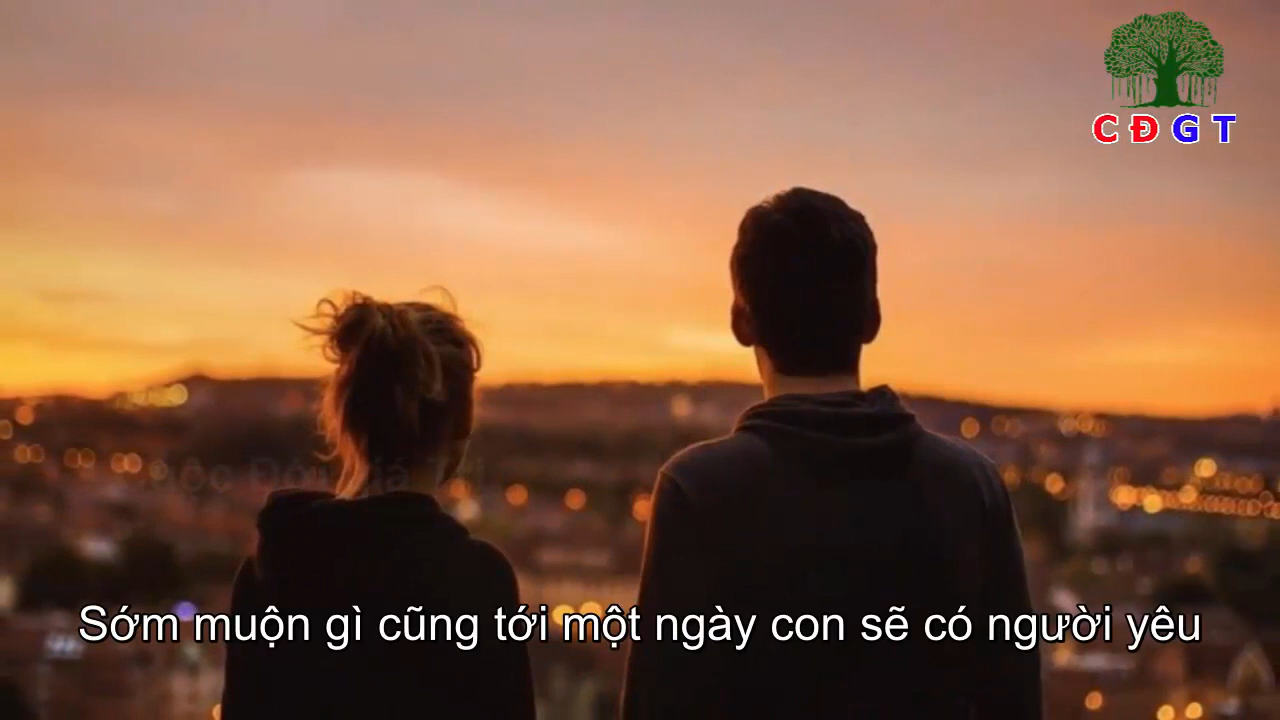 C Đ G T
Sớm muộn gì cũng tới một ngày con sẽ có người yêu